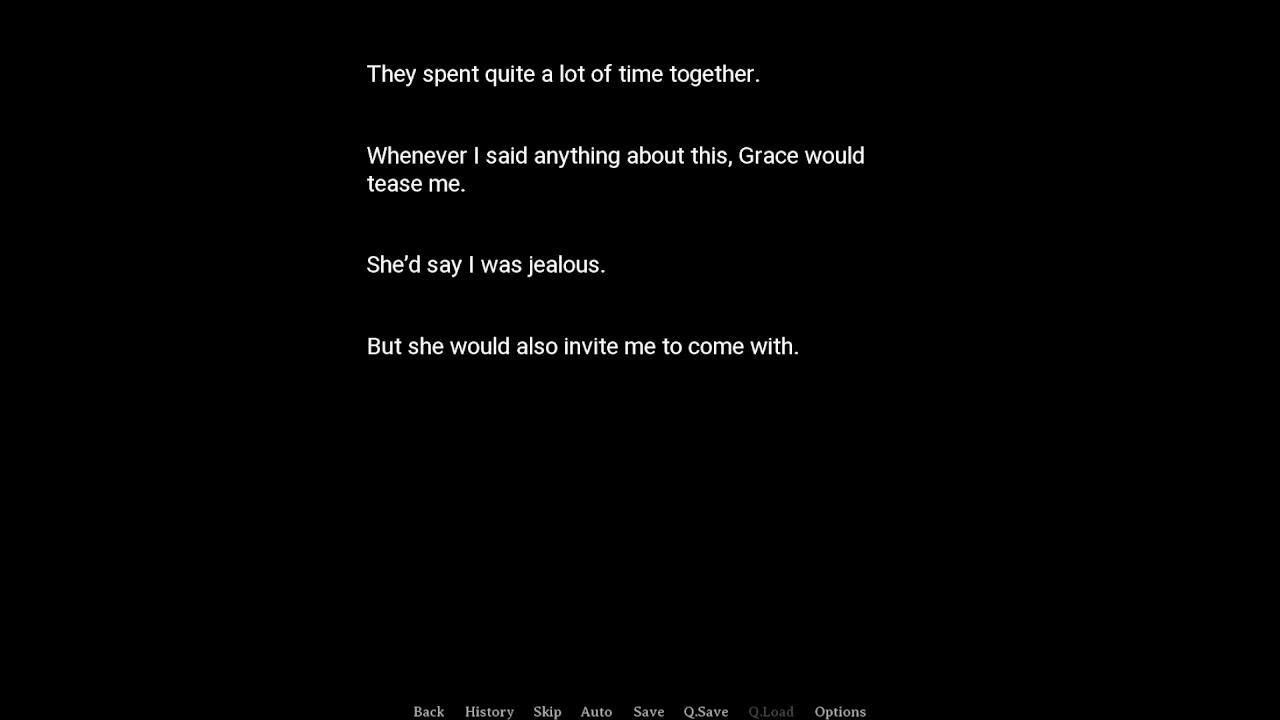 They spent quite a lot of time together.
Whenever I said anything about this, Grace would
tease me.
She’d say I was jealous.
But she would also invite me to come with.
Back History Skip Auto Save Q.Save Q.Load Options